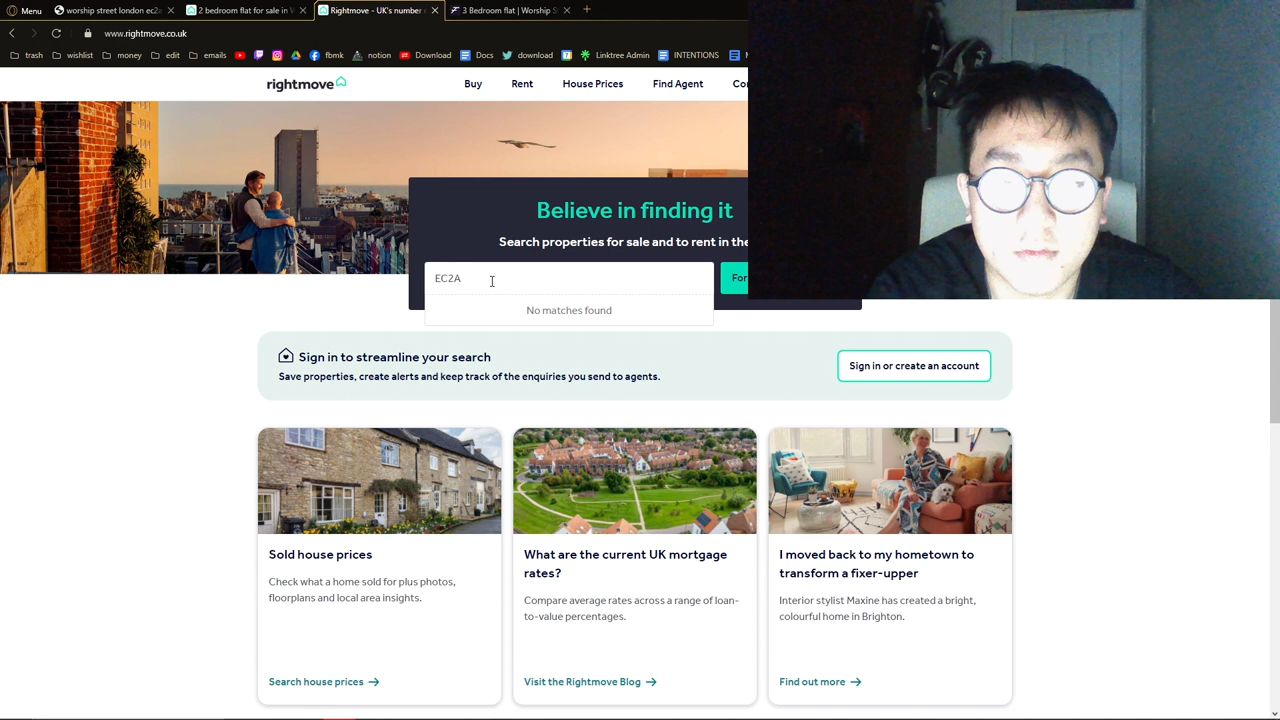 Menu
worship street london ec2a
2 bedroom flat for sale in W
Rightmove - UK's number
3 Bedroom flat | Worship S
www.rightmove.co.uk
trash
wishlist
money
edit
emails
fbmk
notion
Download
Docs
download
Linktree Admin
INTENTIONS
rightmove
Buy
Rent
House Prices
Find Agent
Believe in finding it
Search properties for sale and to rent in the
EC2A
For
No matches found
Sign in to streamline your search
Save properties, create alerts and keep track of the enquiries you send to agents.
Sign in or create an account
Sold house prices
Check what a home sold for plus photos,
floorplans and local area insights.
Search house prices
What are the current UK mortgage
rates?
Compare average rates across a range of loan-
to-value percentages.
Visit the Rightmove Blog
I moved back to my hometown to
transform a fixer-upper
Interior stylist Maxine has created a bright,
colourful home in Brighton.
Find out more